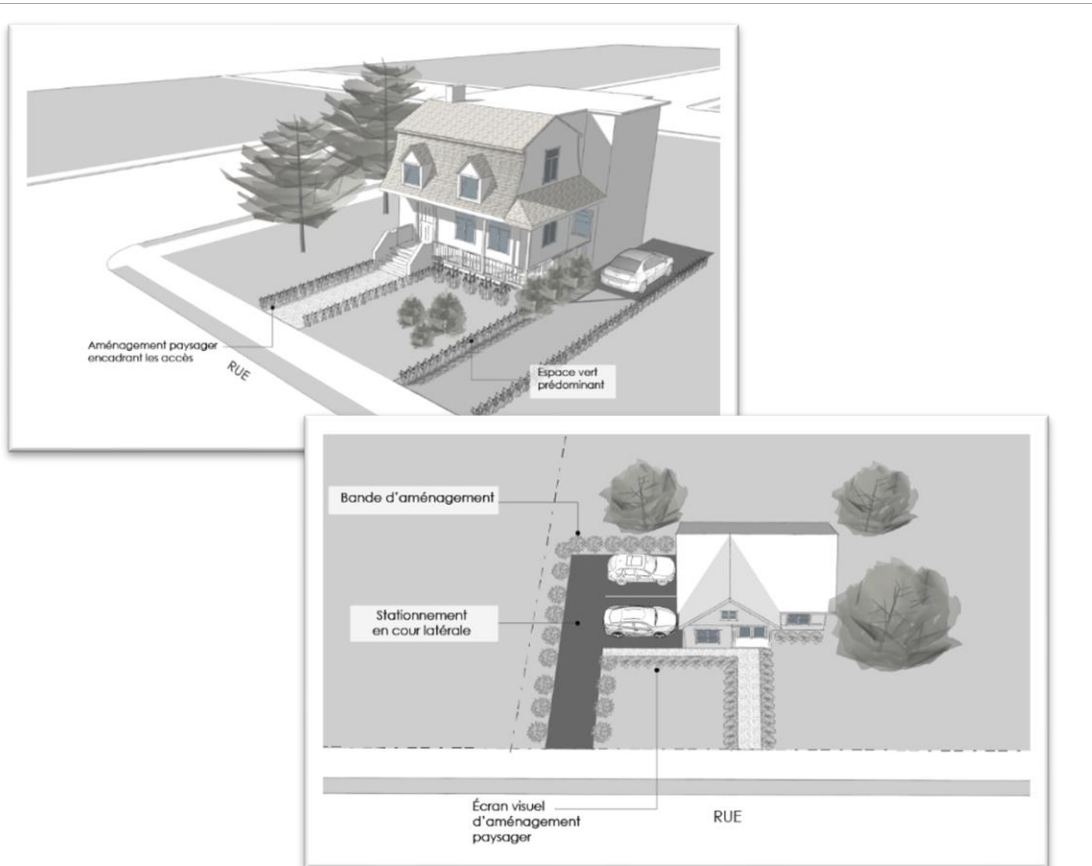 Aménagement paysager
encadrant les accès
RUE
Espace vert
prédominant
Bande d'aménagement
Stationnement
en cour latérale
Écran visuel
d'aménagement
paysager
RUE